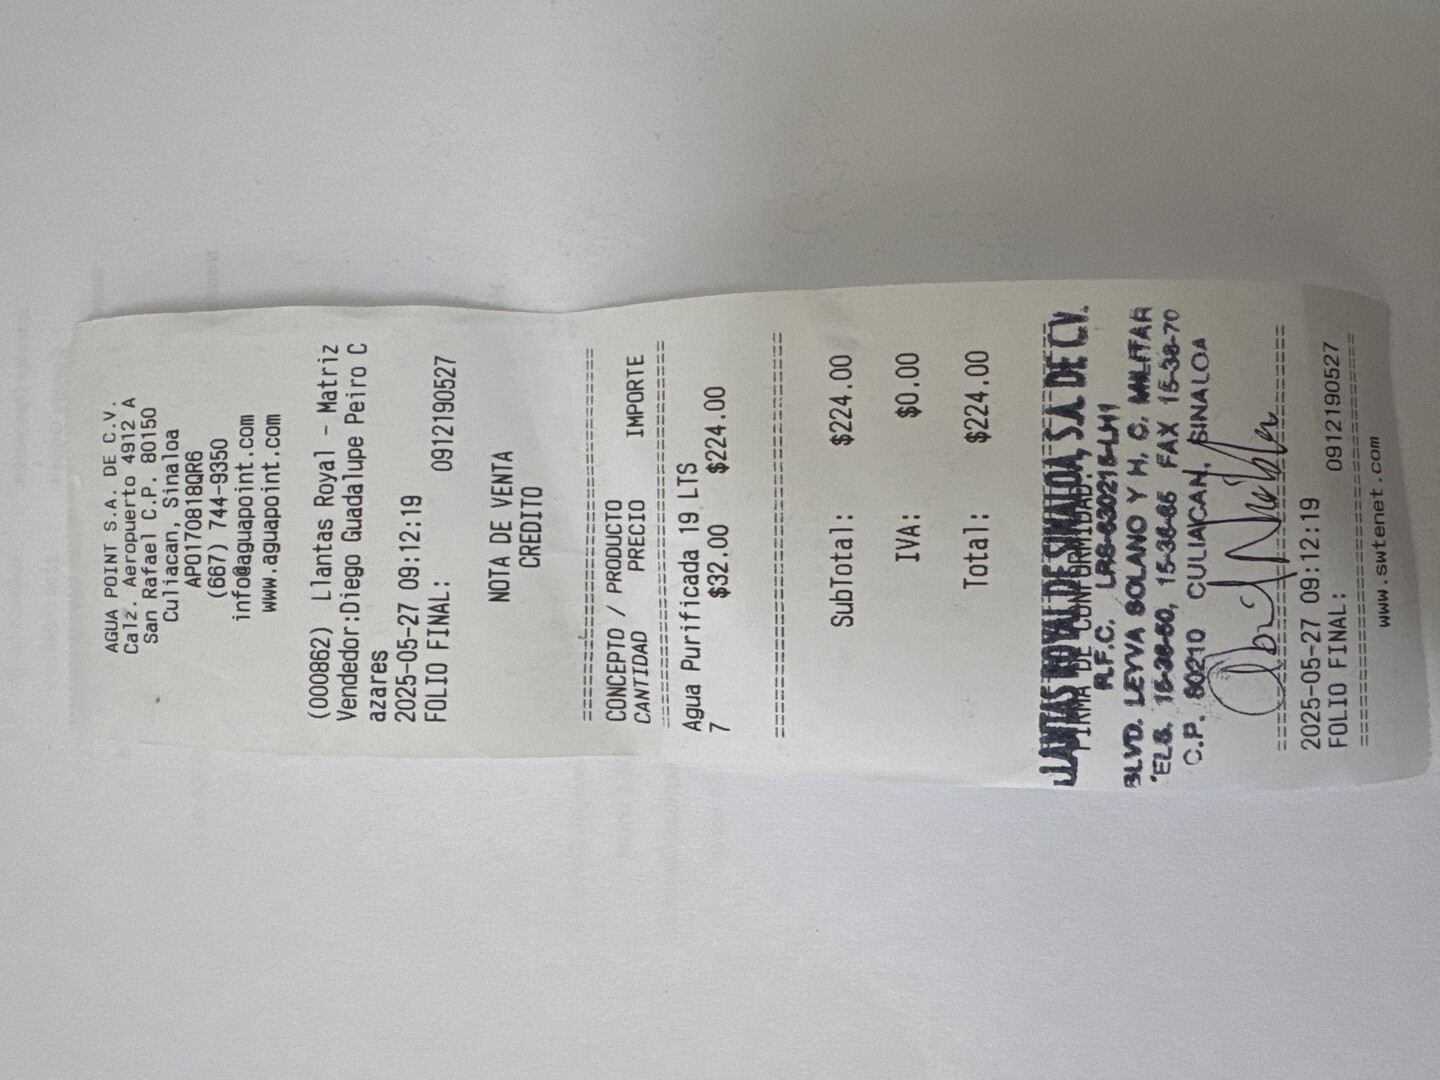 AGUA POINT S.A. DE C.V.
Calz. Aeropuerto 4912 A
San Rafael C.P. 80150
Culiacan, Sinaloa
APO170818QR6
(667) 744-9350
info@aguapoint.com
www.aguapoint.com
(000862) Llantas Royal - Matriz
Vendedor:Diego Guadalupe Peiro C
azares
2025-05-27 09:12:19
FOLIO FINAL: 0912190527
NOTA DE VENTA
CREDITO
================================
CONCEPTO / PRODUCTO
CANTIDAD PRECIO IMPORTE
================================
Agua Purificada 19 LTS
7 $32.00 $224.00
================================
SubTotal: $224.00
IVA: $0.00
Total: $224.00
LLANTAS ROYAL DE SINALOA, S.A. DE C.V.
FIRMA DE CONFORMIDAD:
R.F.C. LRS-630216-LH1
BLVD. LEYVA SOLANO Y H. C. MILITAR
TELS. 15-38-50, 15-36-66 FAX 15-38-70
C.P. 80210 CULIACAN, SINALOA
================================
2025-05-27 09:12:19
FOLIO FINAL: 0912190527
================================
www.swtenet.com